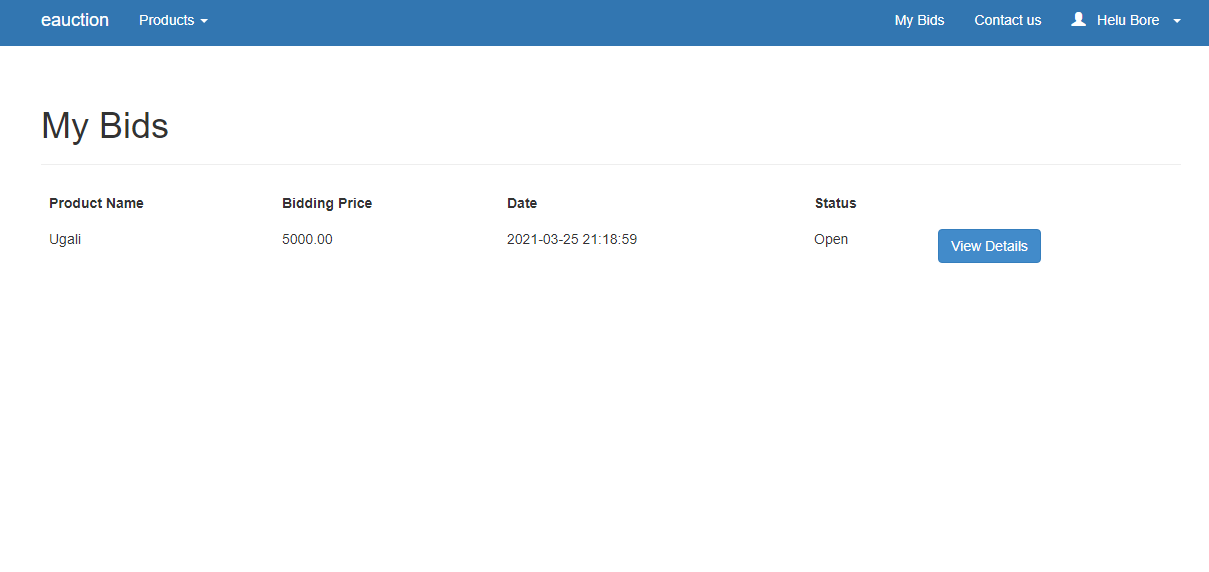 eauction Products My Bids Contact us Helu Bore
My Bids
Product Name Bidding Price Date Status
Ugali 5000.00 2021-03-25 21:18:59 Open View Details